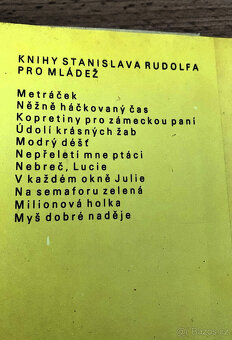 KNIHY STANISLAVA RUDOLFA
PRO MLÁDEŽ
Metráček
Něžně háčkovaný čas
Kopretiny pro zámeckou paní
Údolí krásných žab
Modrý déšť
Nepřeletí mne ptáci
Nebreč, Lucie
V každém okně Julie
Na semaforu zelená
Milionová holka
Myš dobré naděje